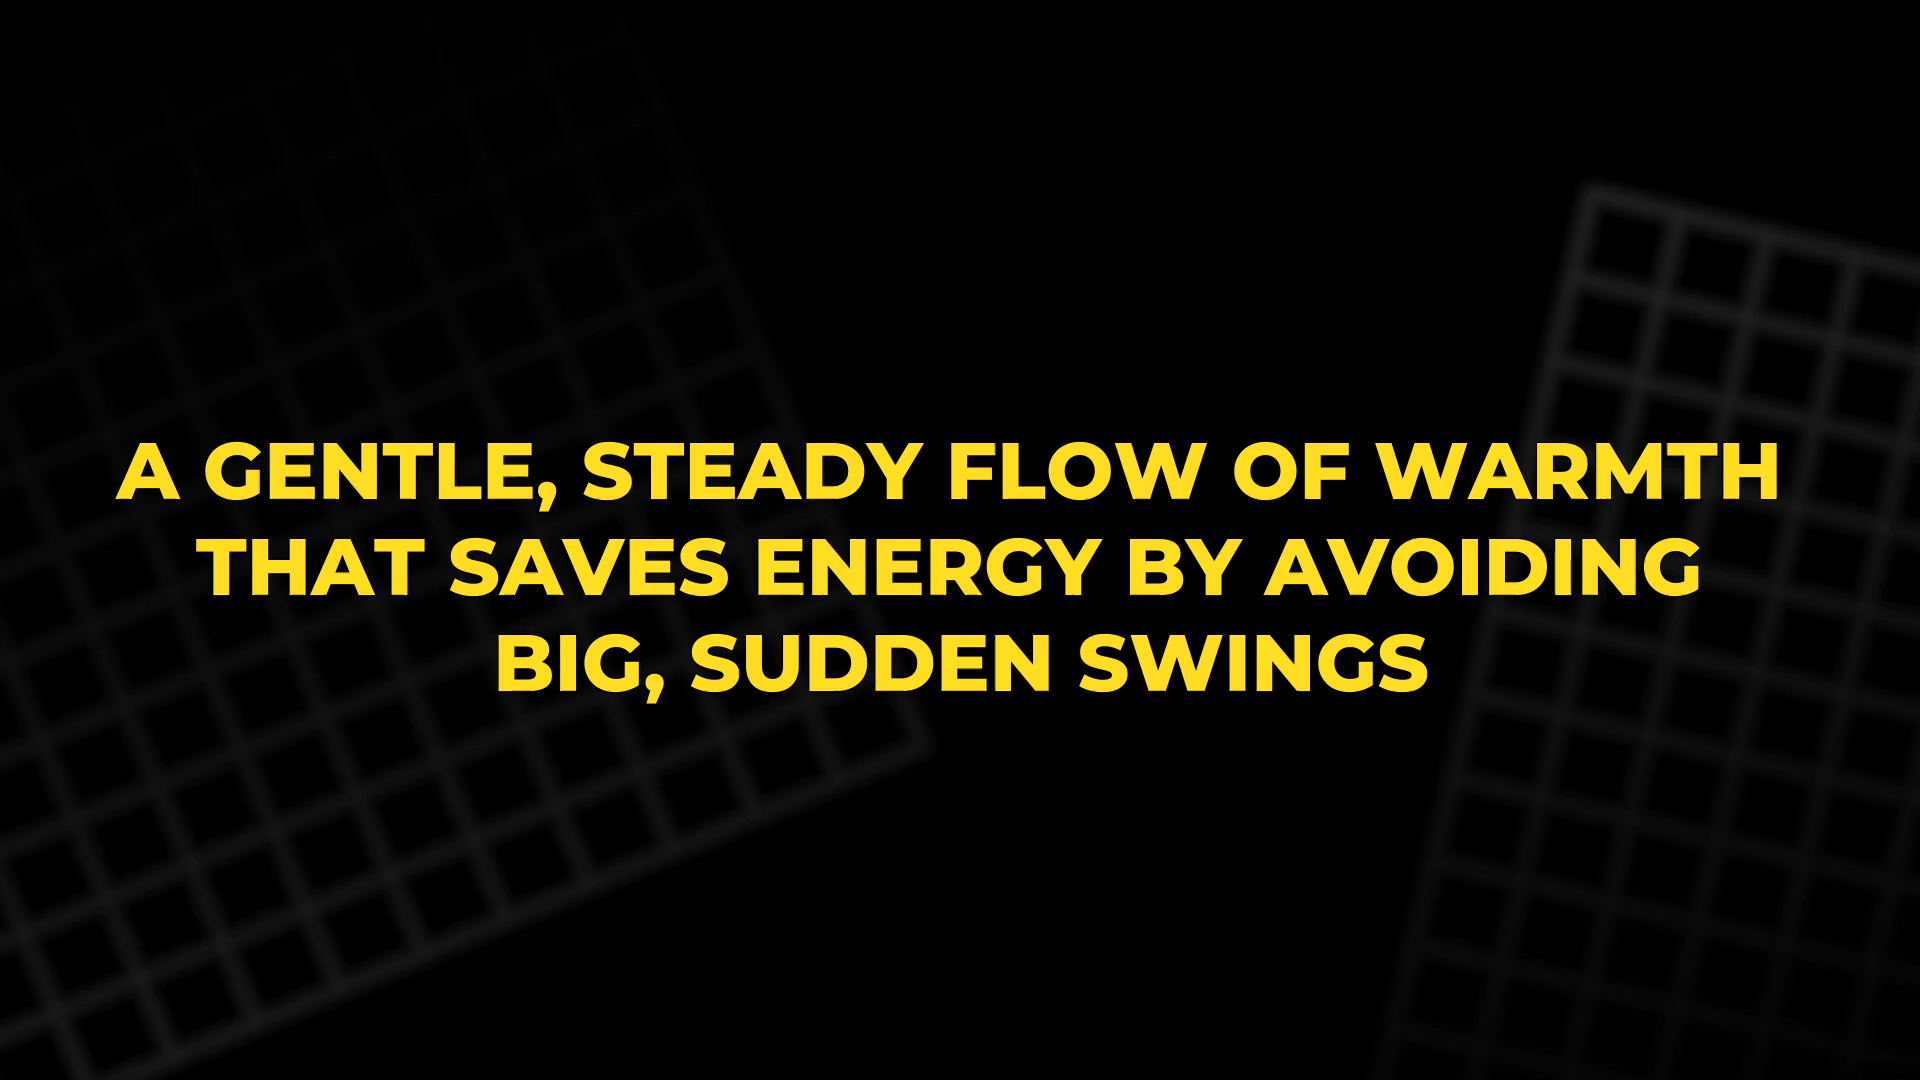 A GENTLE, STEADY FLOW OF WARMTH
THAT SAVES ENERGY BY AVOIDING
BIG, SUDDEN SWINGS